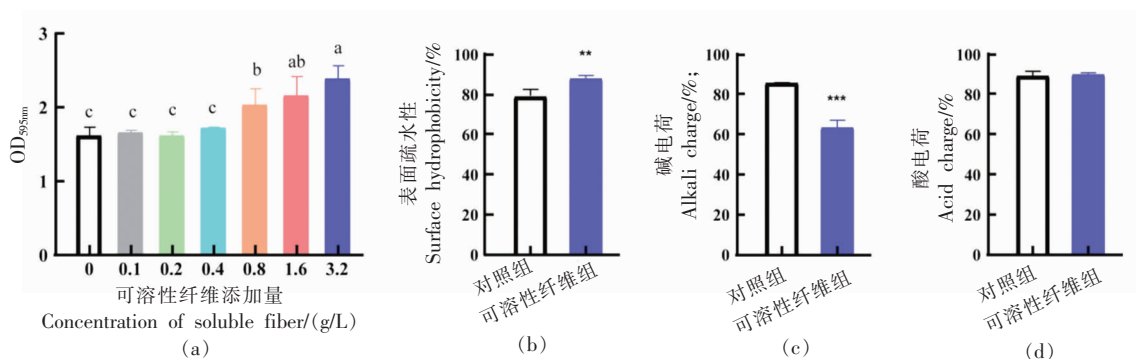 3
2
1
0
OD595nm
c
c
c
c
b
ab
a
0
0.1
0.2
0.4
0.8
1.6
3.2
可溶性纤维添加量
Concentration of soluble fiber/(g/L)
(a)
100
80
60
40
20
0
表面疏水性
Surface hydrophobicity/%
**
对照组
可溶性纤维组
(b)
100
80
60
40
20
0
碱电荷
Alkali charge/%;
***
对照组
可溶性纤维组
(c)
100
80
60
40
20
0
酸电荷
Acid charge/%
对照组
可溶性纤维组
(d)